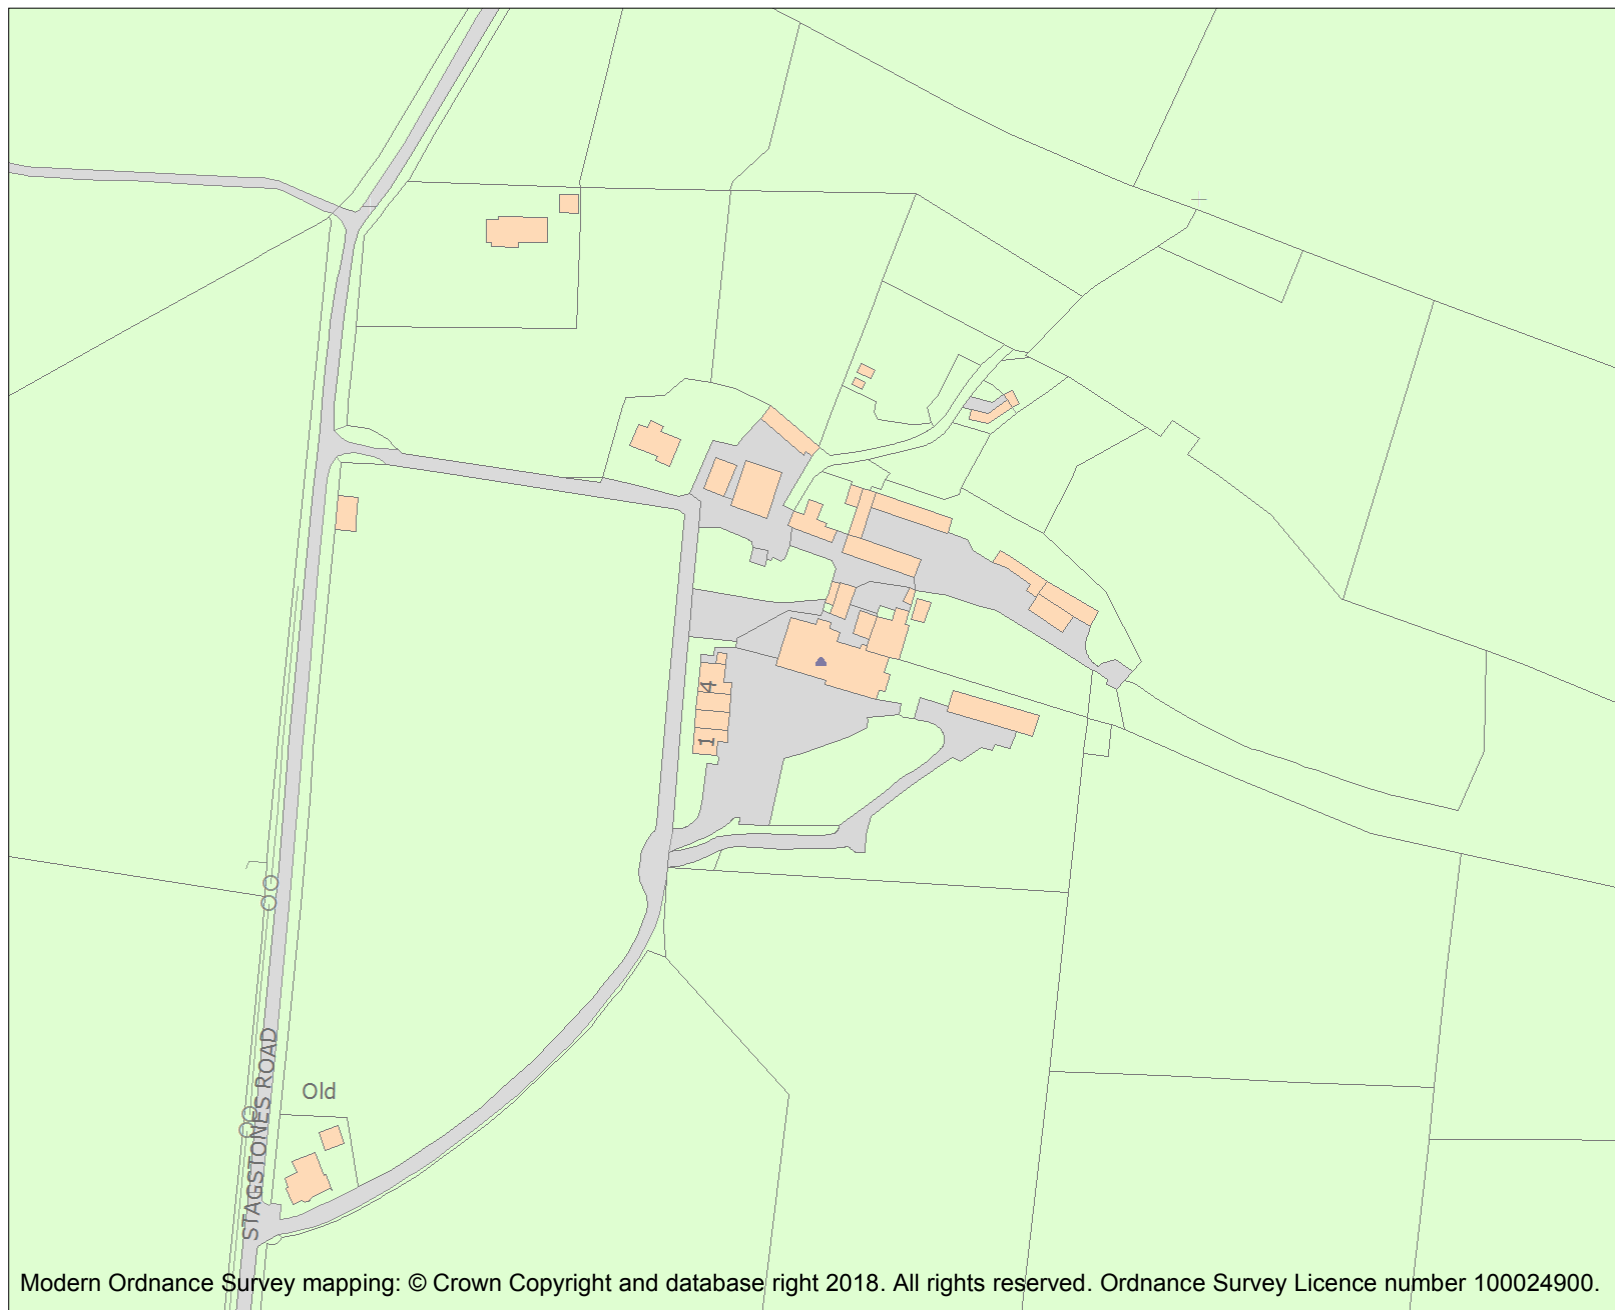 4
1
Old
STAGSTONES ROAD
Modern Ordnance Survey mapping: © Crown Copyright and database right 2018. All rights reserved. Ordnance Survey Licence number 100024900.